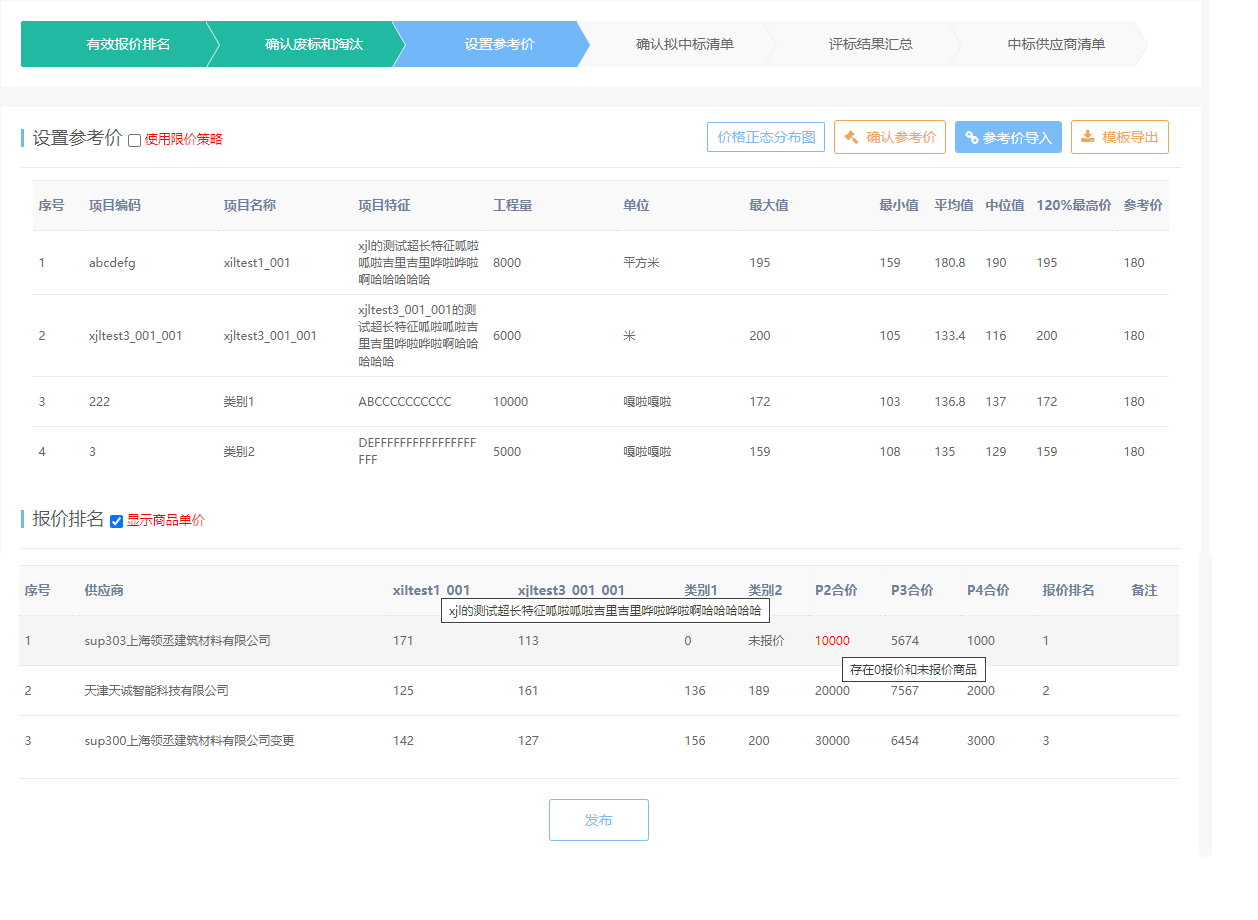 有效报价排名 确认废标和淘汰 设置参考价 确认拟中标清单 评标结果汇总 中标供应商清单
设置参考价 使用限价策略 价格正态分布图 确认参考价 参考价导入 模板导出
序号 项目编码 项目名称 项目特征 工程量 单位 最大值 最小值 平均值 中位值 120%最高价 参考价
xjl的测试超长特征呱啦
1 abcdefg xiltest1_001 呱啦吉里吉里哗啦哗啦 8000 平方米 195 159 180.8 190 195 180
啊哈哈哈哈哈
xjltest3_001_001的测
试超长特征呱啦呱啦吉
2 xjltest3_001_001 xjltest3_001_001 里吉里哗啦哗啦啊哈哈 6000 米 200 105 133.4 116 200 180
哈哈哈
3 222 类别1 ABCCCCCCCCCC 10000 嘎啦嘎啦 172 103 136.8 137 172 180
DEFFFFFFFFFFFFFFFF
4 3 类别2 FFF 5000 嘎啦嘎啦 159 108 135 129 159 180
报价排名 显示商品单价
序号 供应商 xiltest1_001 xjltest3_001_001 类别1 类别2 P2合价 P3合价 P4合价 报价排名 备注
xjl的测试超长特征呱啦呱啦吉里吉里哗啦哗啦啊哈哈哈哈哈
1 sup303上海领丞建筑材料有限公司 171 113 0 未报价 10000 5674 1000 1
存在0报价和未报价商品
2 天津天诚智能科技有限公司 125 161 136 189 20000 7567 2000 2
3 sup300上海领丞建筑材料有限公司变更 142 127 156 200 30000 6454 3000 3
发布